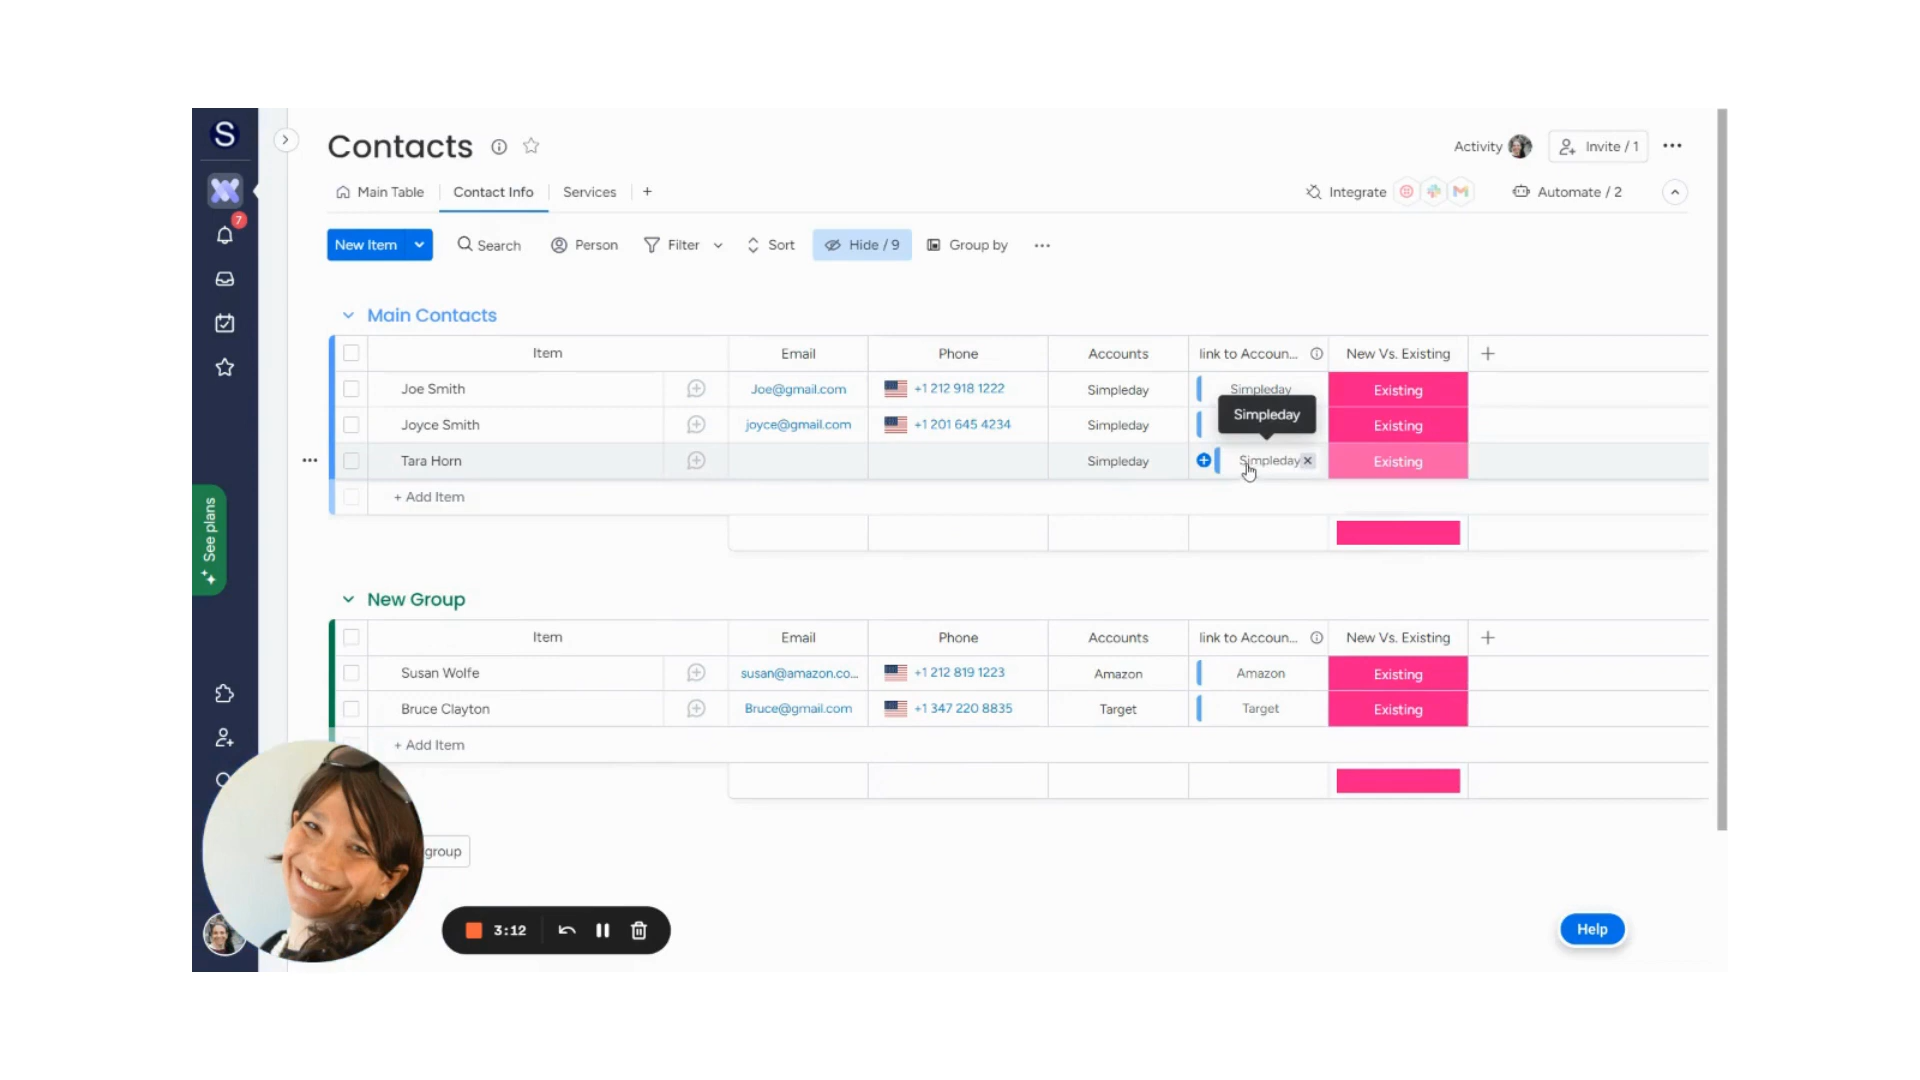 S
Contacts
Activity
Invite / 1
Main Table
Contact Info
Services
+
Integrate
Automate / 2
7
New Item
Search
Person
Filter
Sort
Hide / 9
Group by
Main Contacts
Item Email Phone Accounts link to Accoun... New Vs. Existing +
Joe Smith Joe@gmail.com +1 212 918 1222 Simpleday Simpleday Existing
Simpleday
Joyce Smith joyce@gmail.com +1 201 645 4234 Simpleday Existing
Tara Horn Simpleday Simpleday Existing
+ Add Item
See plans
New Group
Item Email Phone Accounts link to Accoun... New Vs. Existing +
Susan Wolfe susan@amazon.co... +1 212 819 1223 Amazon Amazon Existing
Bruce Clayton Bruce@gmail.com +1 347 220 8835 Target Target Existing
+ Add Item
group
3:12
Help